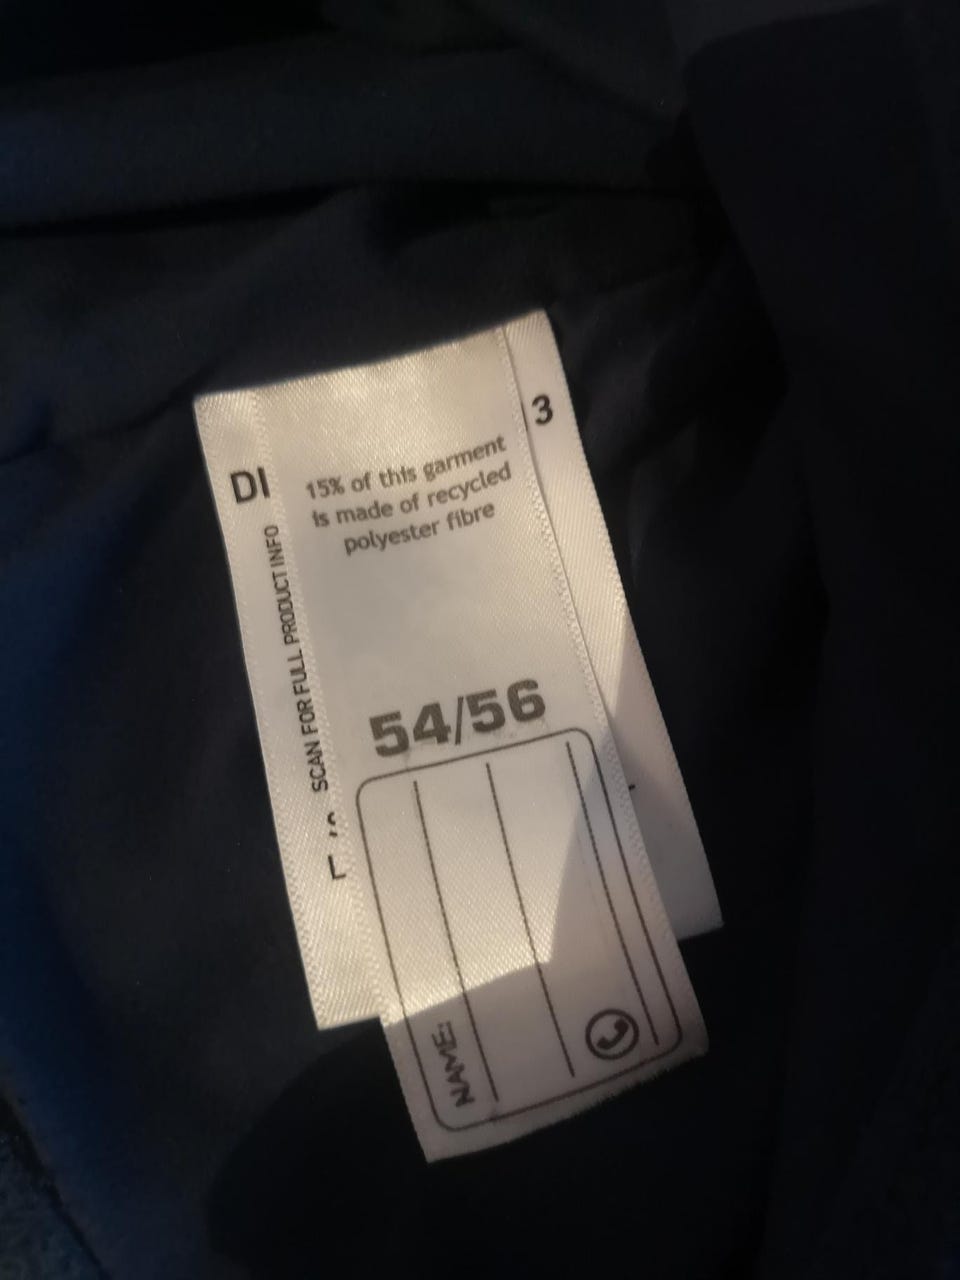 3
DI
15% of this garment
is made of recycled
polyester fibre
SCAN FOR FULL PRODUCT INFO
54/56
NAME: